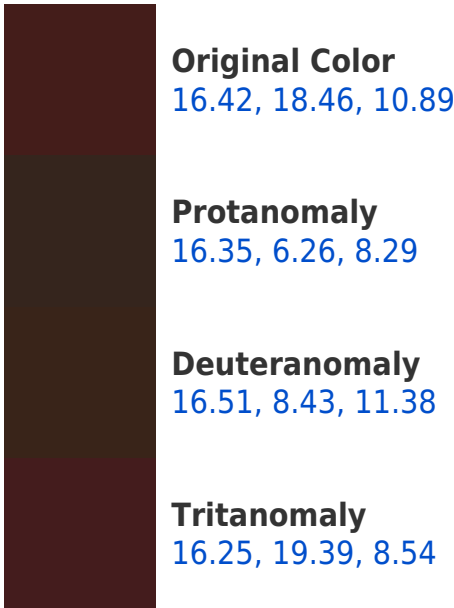 Original Color
16.42, 18.46, 10.89
Protanomaly
16.35, 6.26, 8.29
Deuteranomaly
16.51, 8.43, 11.38
Tritanomaly
16.25, 19.39, 8.54